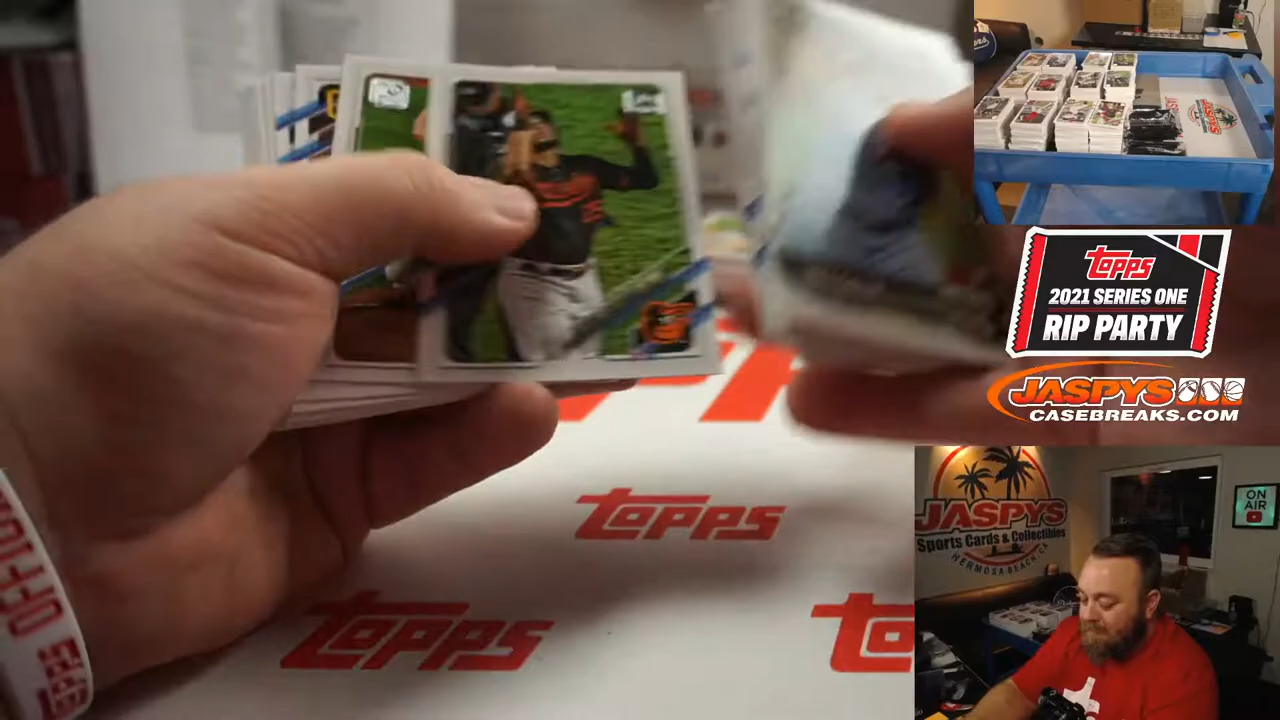 TOPPS
2021 SERIES ONE
RIP PARTY
JASPYS
CASEBREAKS.COM
JASPYS
Sports Cards & Collectibles
HERMOSA BEACH, CA
ON
AIR
TOPPS
TOPPS